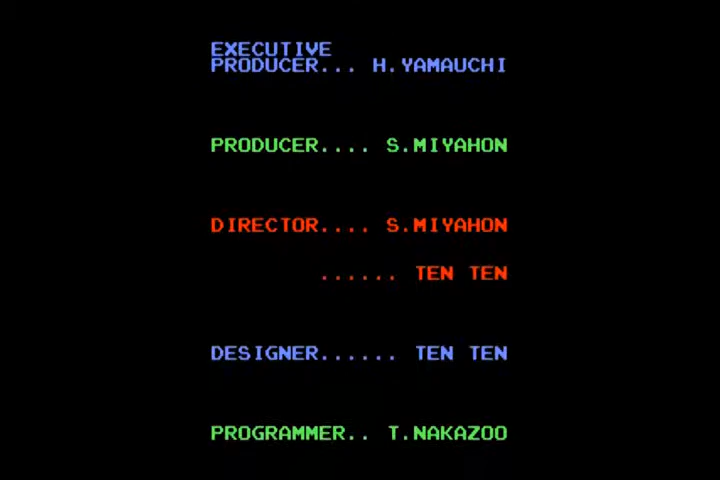 EXECUTIVE
PRODUCER... H.YAMAUCHI
PRODUCER.... S.MIYAHON
DIRECTOR.... S.MIYAHON
...... TEN TEN
DESIGNER...... TEN TEN
PROGRAMMER.. T.NAKAZOO